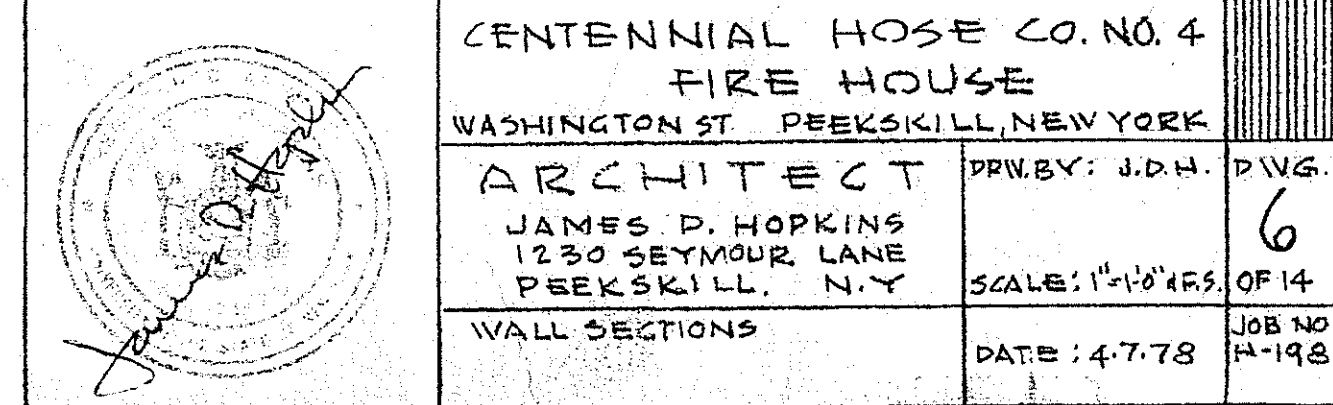 James D. Hopkins
CENTENNIAL HOSE CO. NO. 4
FIRE HOUSE
WASHINGTON ST. PEEKSKILL, NEW YORK
ARCHITECT
JAMES D. HOPKINS
1230 SEYMOUR LANE
PEEKSKILL, N.Y
DRW. BY: J.D.H.
SCALE: 1"=1'-0" & F.S.
DWG.
6
OF 14
WALL SECTIONS
DATE: 4.7.78
JOB NO
H-198